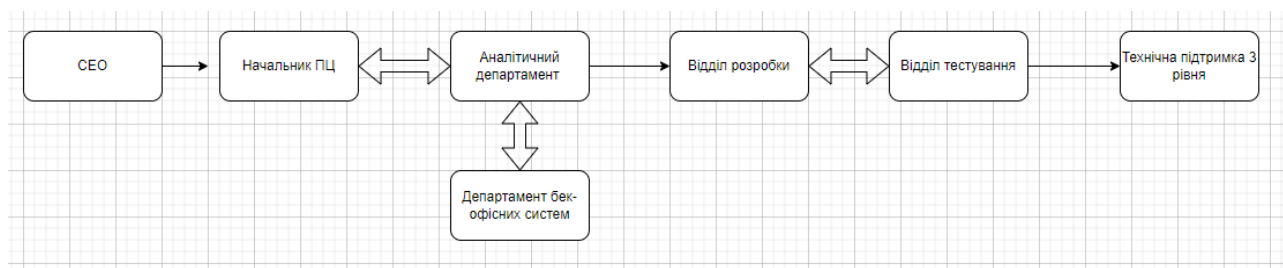 CEO
Начальник ПЦ
Аналітичний
департамент
Відділ розробки
Відділ тестування
Технічна підтримка 3
рівня
Департамент бек-
офісних систем